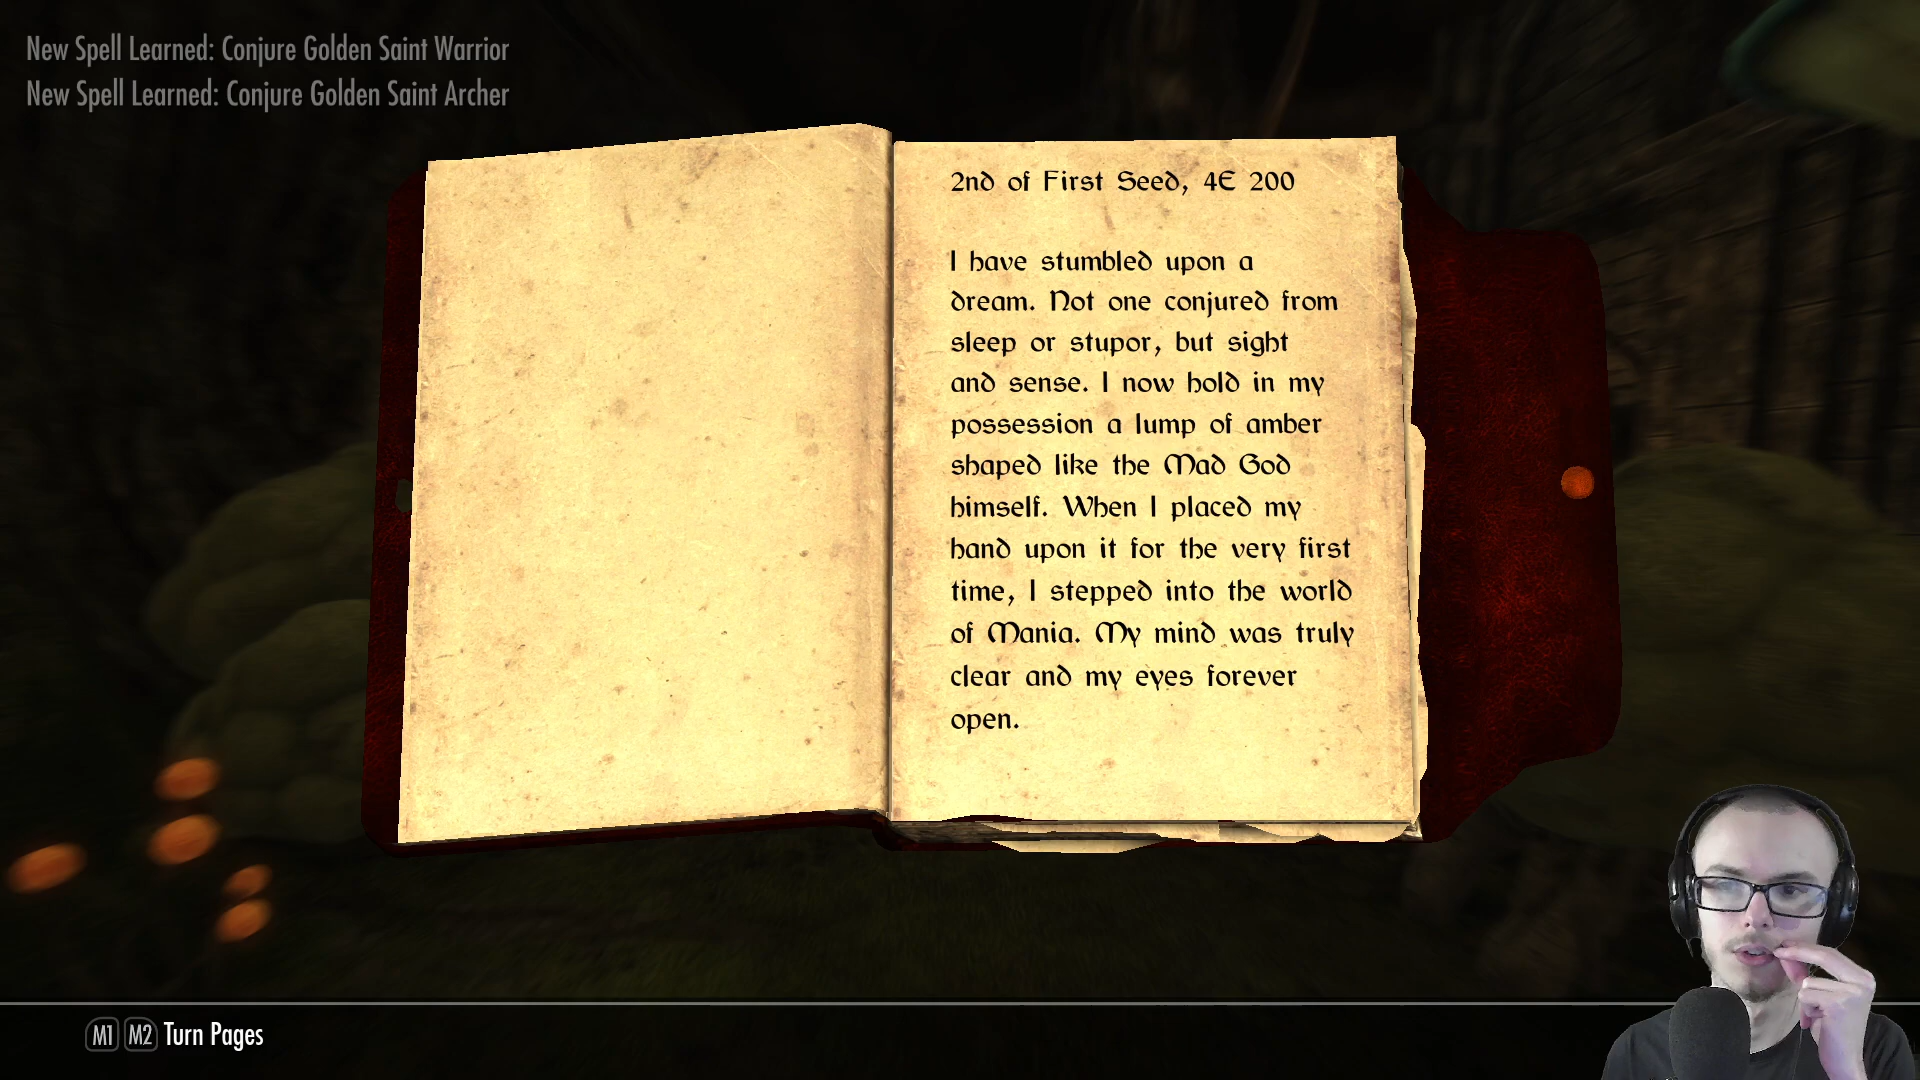 New Spell Learned: Conjure Golden Saint Warrior
New Spell Learned: Conjure Golden Saint Archer
2nd of First Seed, 4E 200
I have stumbled upon a
dream. Not one conjured from
sleep or stupor, but sight
and sense. I now hold in my
possession a lump of amber
shaped like the Mad God
himself. When I placed my
hand upon it for the very first
time, I stepped into the world
of Mania. My mind was truly
clear and my eyes forever
open.
M1 M2 Turn Pages